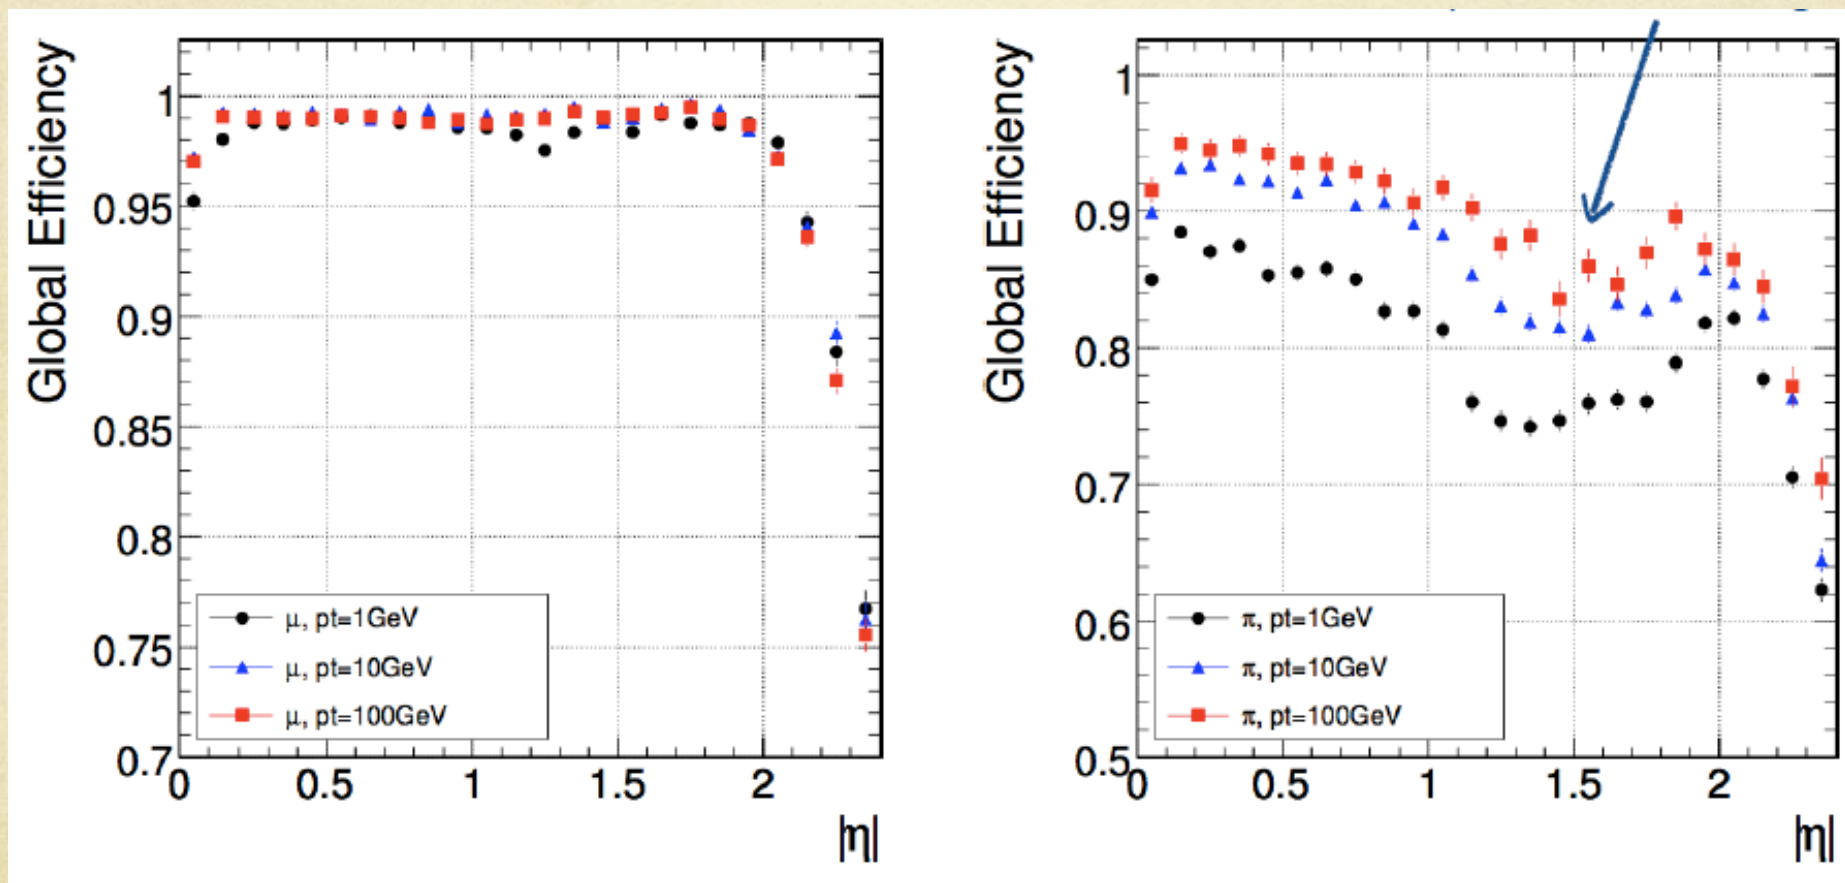 Global Efficiency
1
0.95
0.9
0.85
0.8
0.75
0.7
0
0.5
1
1.5
2
|η|
μ, pt=1GeV
μ, pt=10GeV
μ, pt=100GeV
Global Efficiency
1
0.9
0.8
0.7
0.6
0.5
0
0.5
1
1.5
2
|η|
π, pt=1GeV
π, pt=10GeV
π, pt=100GeV